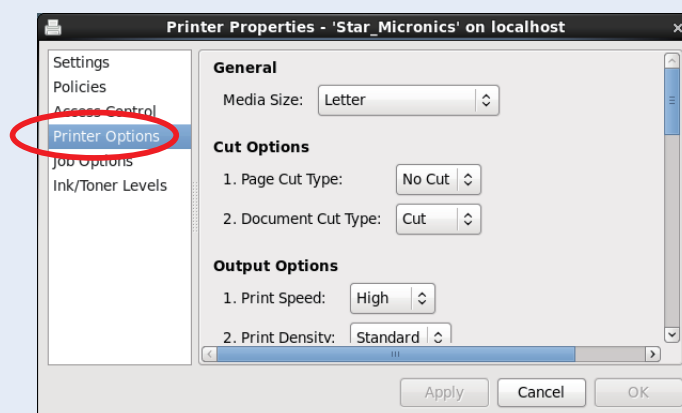 Printer Properties - 'Star_Micronics' on localhost
Settings
Policies
Access Control
Printer Options
Job Options
Ink/Toner Levels
General
Media Size: Letter
Cut Options
1. Page Cut Type: No Cut
2. Document Cut Type: Cut
Output Options
1. Print Speed: High
2. Print Density: Standard
Apply Cancel OK